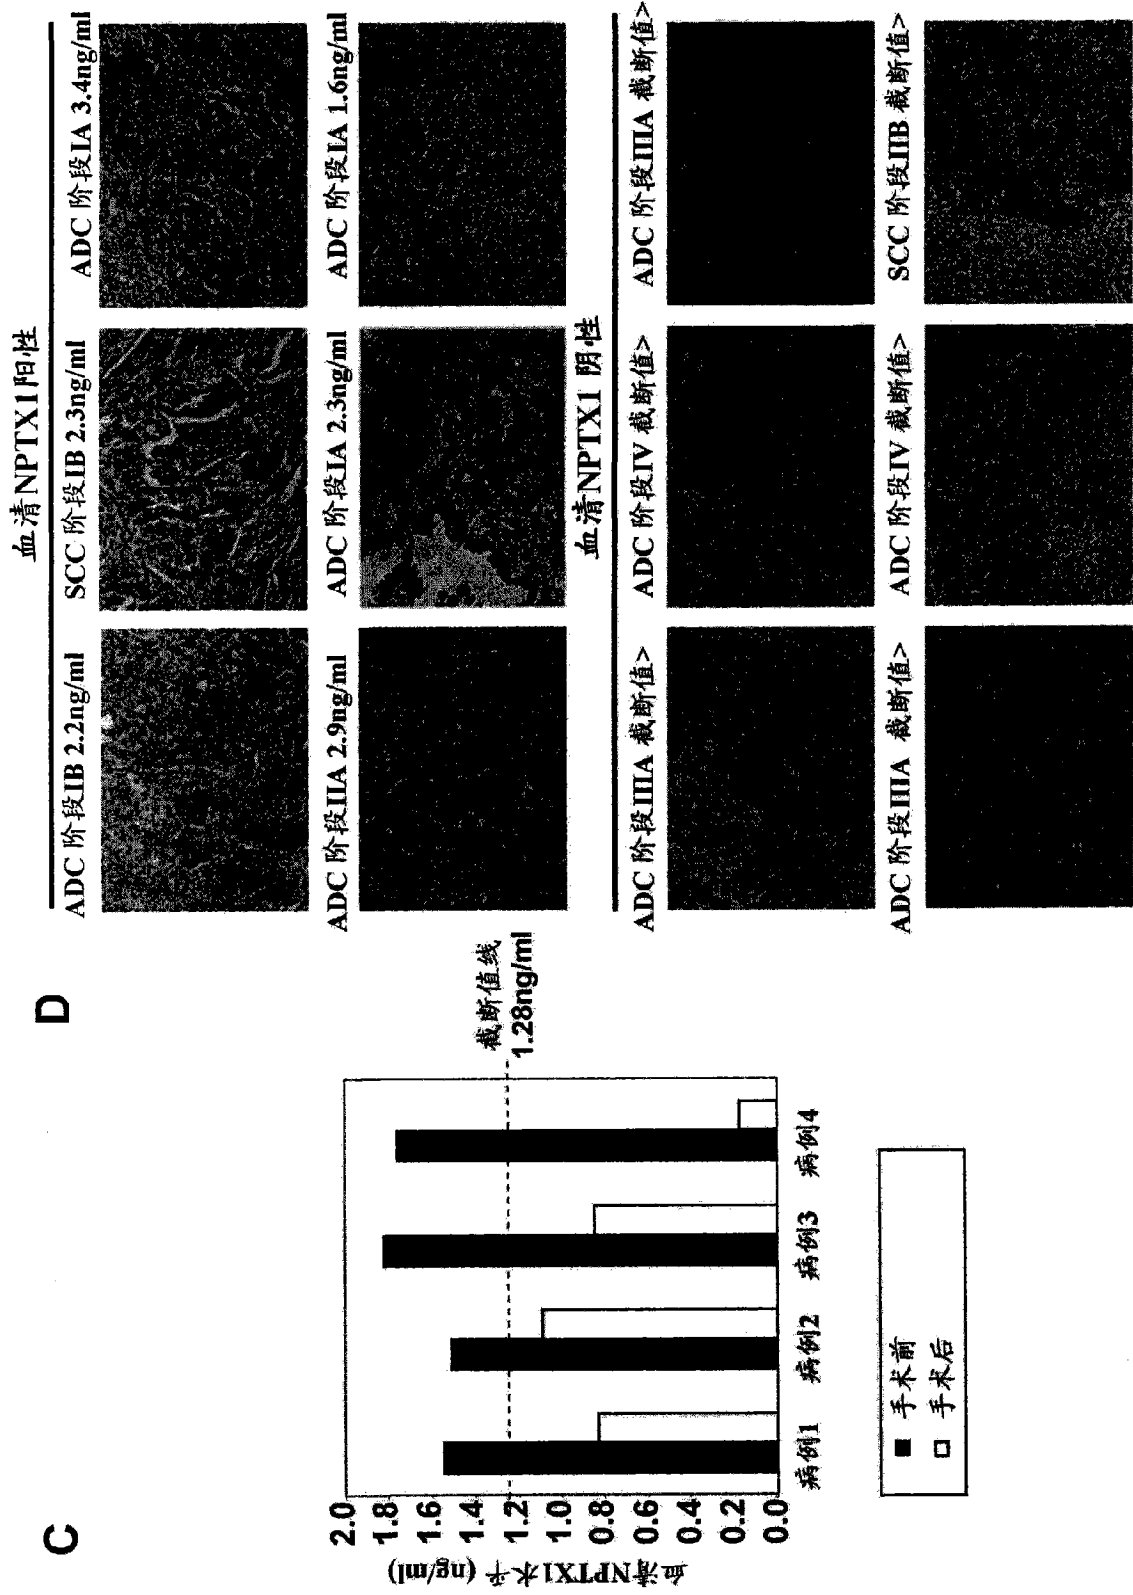 C
血清NPTX1水平 (ng/ml)
2.0
1.8
1.6
1.4
1.2
1.0
0.8
0.6
0.4
0.2
0.0
截断值线
1.28ng/ml
病例1 病例2 病例3 病例4
手术前
手术后
D
血清NPTX1阳性
ADC 阶段IB 2.2ng/ml SCC 阶段IB 2.3ng/ml ADC 阶段IA 3.4ng/ml
ADC 阶段IIA 2.9ng/ml ADC 阶段IA 2.3ng/ml ADC 阶段IA 1.6ng/ml
血清NPTX1 阴性
ADC 阶段IIIA 截断值> ADC 阶段IV 截断值> ADC 阶段IIIA 截断值>
ADC 阶段IIIA 截断值> ADC 阶段IV 截断值> SCC 阶段IIB 截断值>